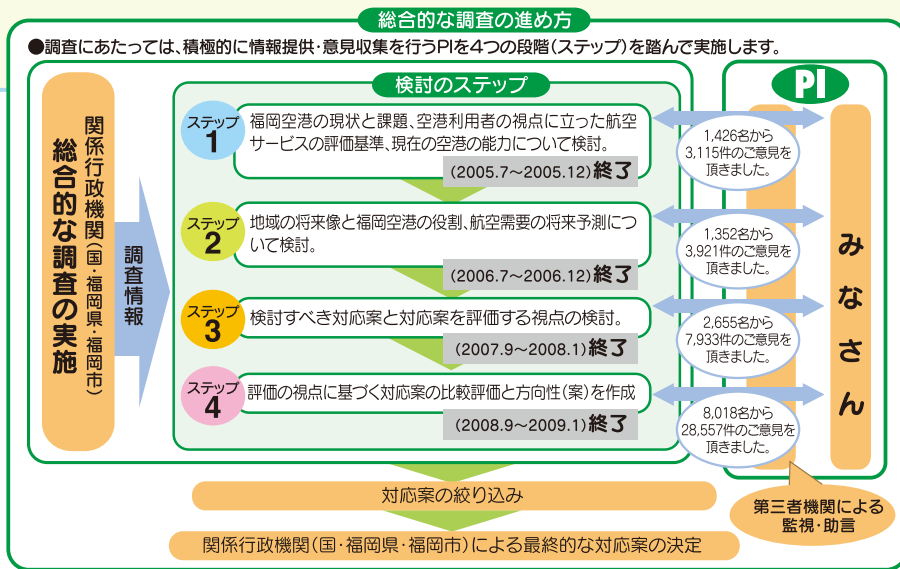 総合的な調査の進め方
●調査にあたっては、積極的に情報提供・意見収集を行うPIを4つの段階(ステップ)を踏んで実施します。
関係行政機関(国・福岡県・福岡市)
総合的な調査の実施
調査情報
検討のステップ
ステップ
1
福岡空港の現状と課題、空港利用者の視点に立った航空
サービスの評価基準、現在の空港の能力について検討。
(2005.7〜2005.12)終了
ステップ
2
地域の将来像と福岡空港の役割、航空需要の将来予測につ
いて検討。
(2006.7〜2006.12)終了
ステップ
3
検討すべき対応案と対応案を評価する視点の検討。
(2007.9〜2008.1)終了
ステップ
4
評価の視点に基づく対応案の比較評価と方向性(案)を作成
(2008.9〜2009.1)終了
PI
1,426名から
3,115件のご意見を
頂きました。
1,352名から
3,921件のご意見を
頂きました。
2,655名から
7,933件のご意見を
頂きました。
8,018名から
28,557件のご意見を
頂きました。
みなさん
第三者機関による
監視・助言
対応案の絞り込み
関係行政機関(国・福岡県・福岡市)による最終的な対応案の決定